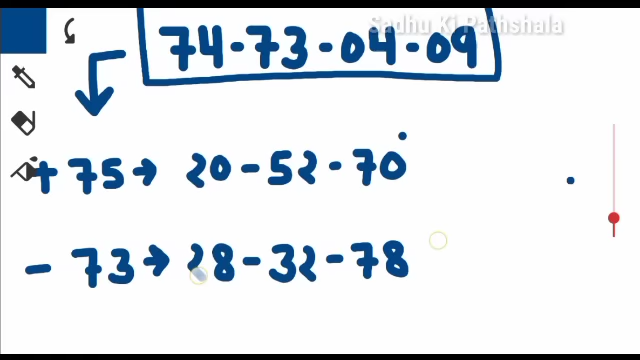 Sadhu Ki Pathshala
74-73-04-09
+ 75 → 20-52-70
- 73 → 28-32-78